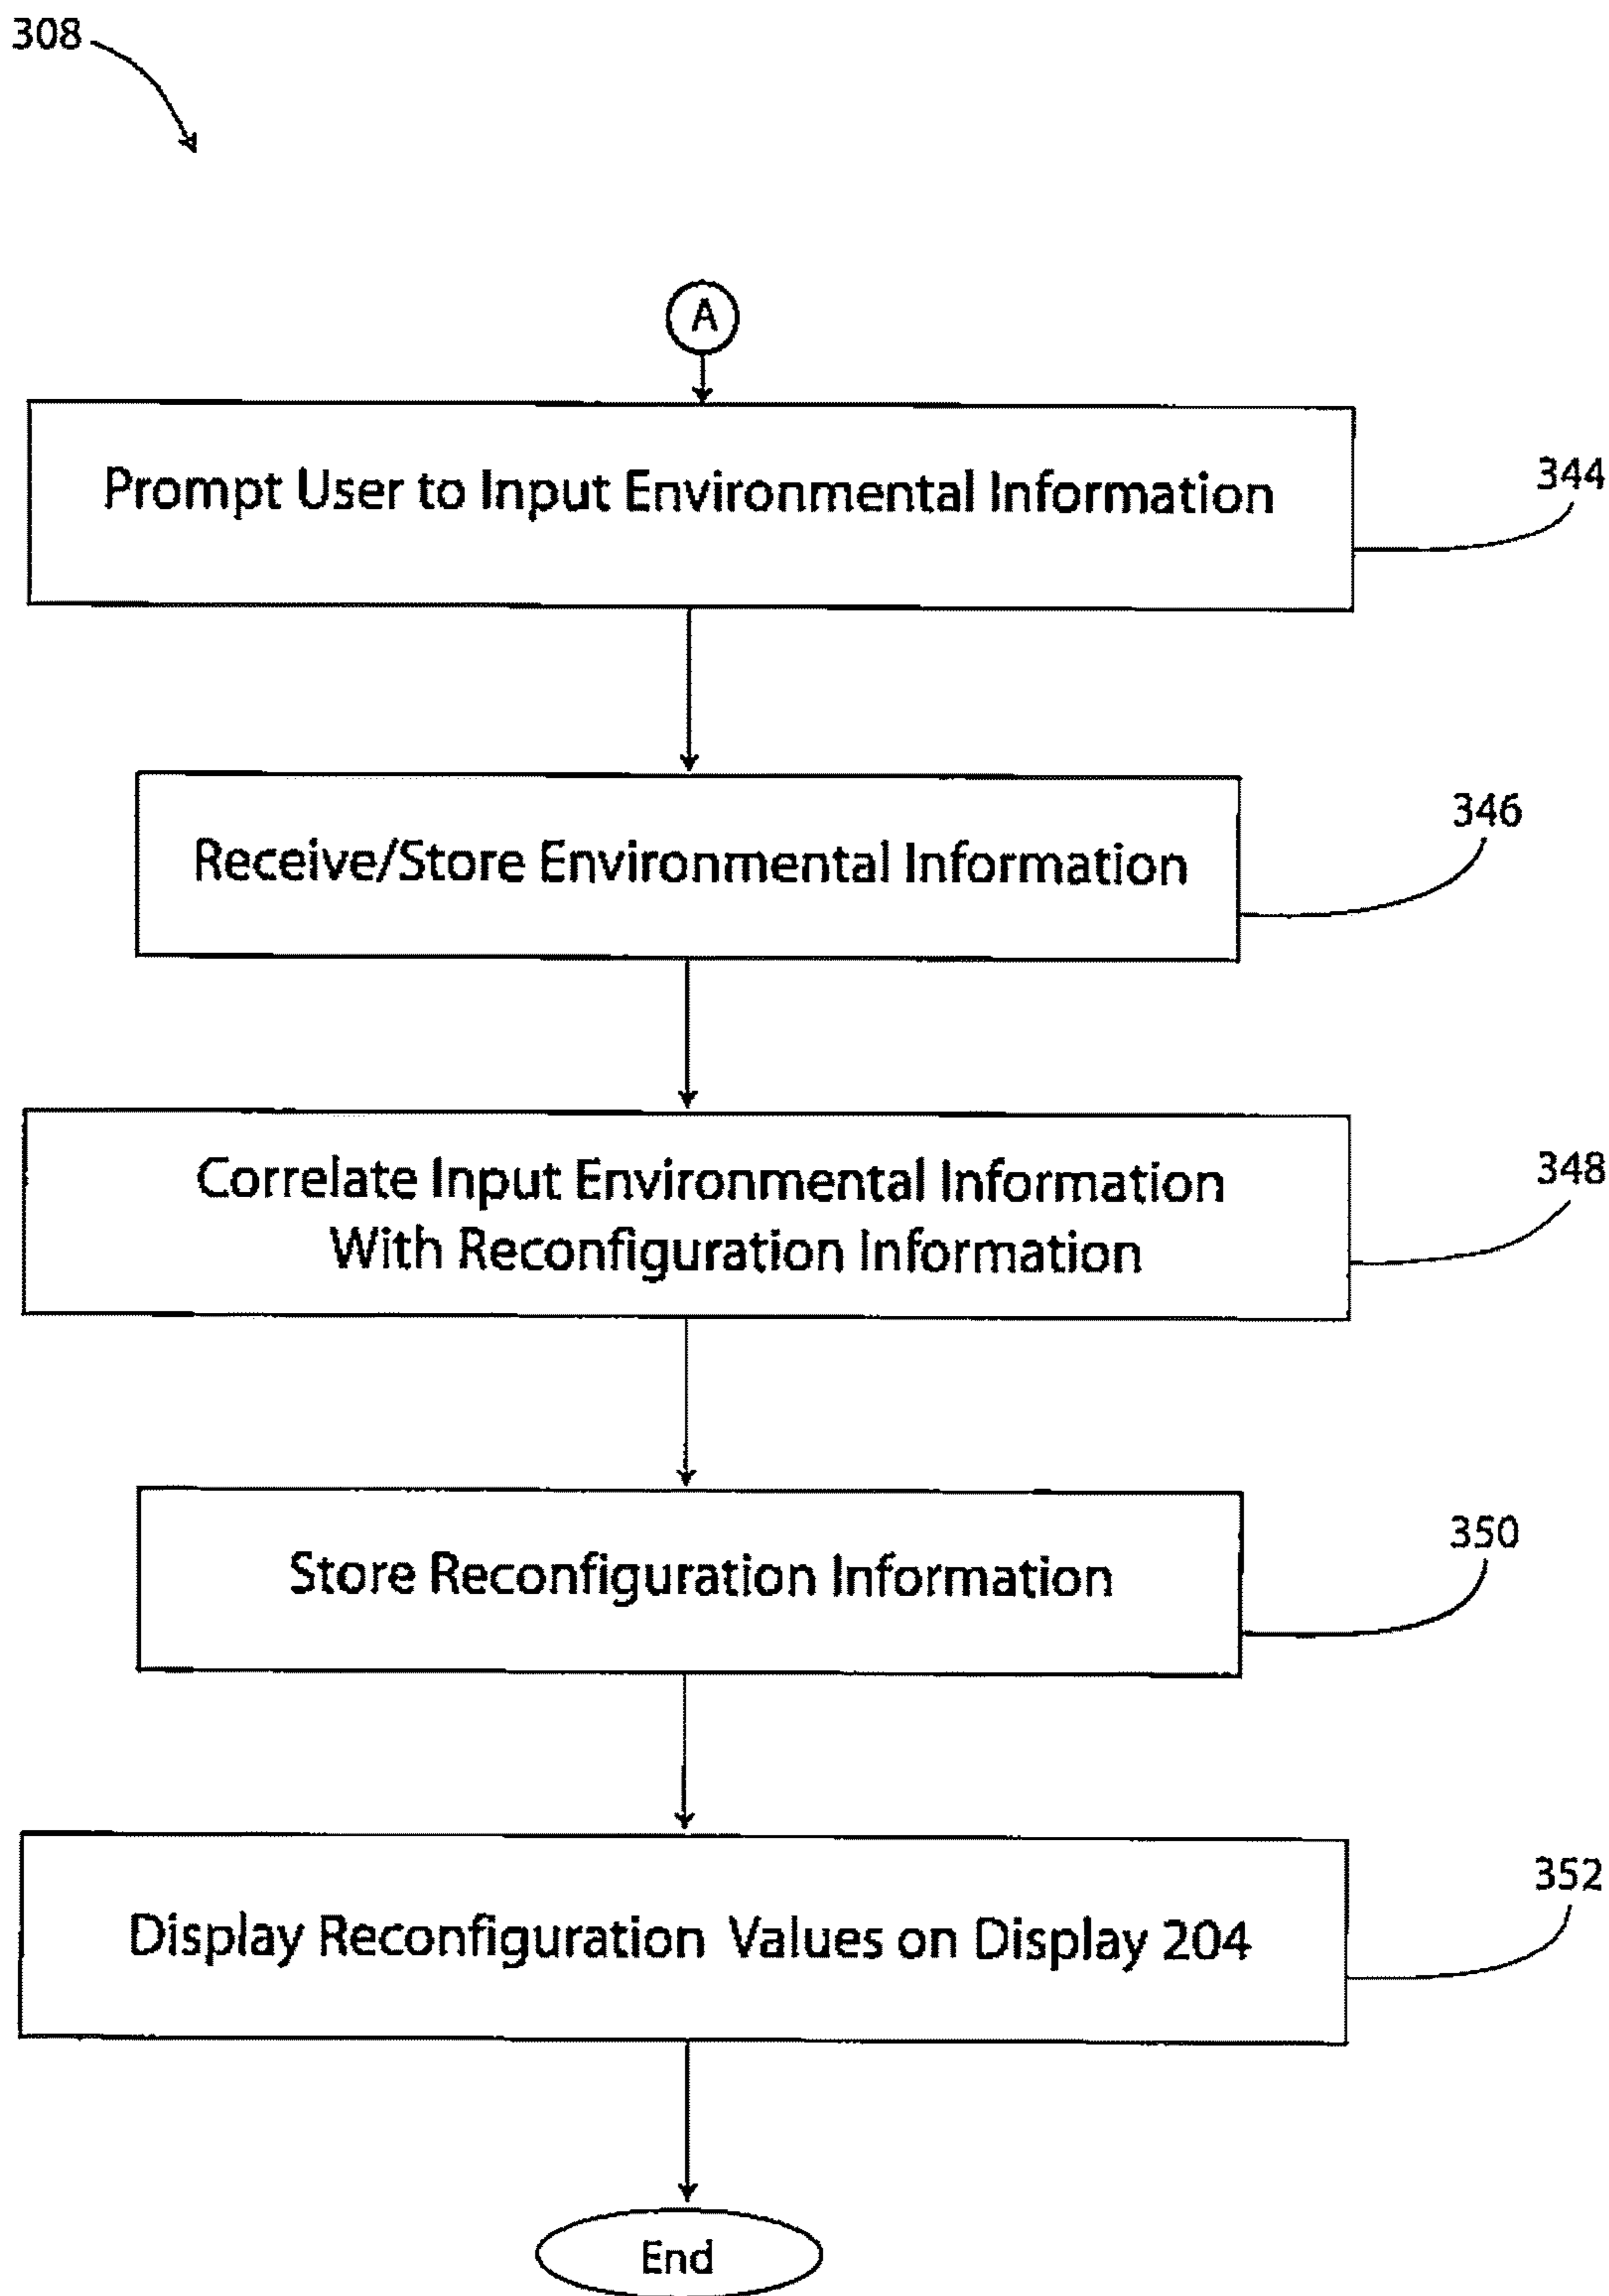 308
A
Prompt User to Input Environmental Information
344
Receive/Store Environmental Information
346
Correlate Input Environmental Information
With Reconfiguration Information
348
Store Reconfiguration Information
350
Display Reconfiguration Values on Display 204
352
End